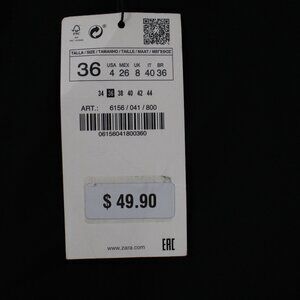 TALLA / SIZE / TAMANHO / TAILLE / MAAT / MÉRETEK
36 USA MEX UK IT BR
4 26 8 40 36
34 36 38 40 42 44
ART.: 6156 / 041 / 800
06156041800360
$ 49.90
www.zara.com
EAC